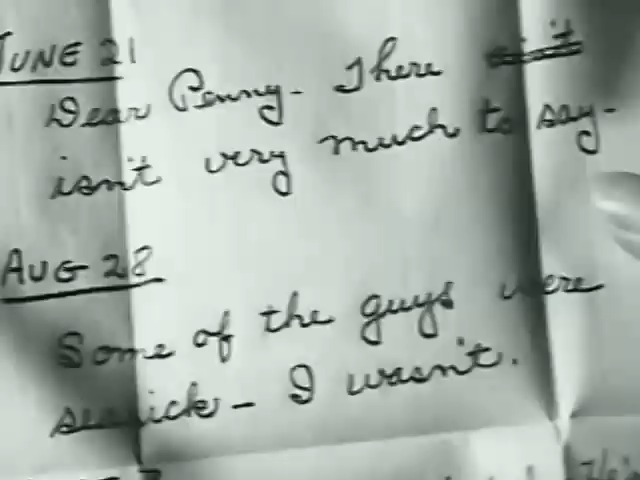 JUNE 21
Dear Penny - There ain't
isn't very much to say -
AUG 28
Some of the guys were
seasick - I wasn't.